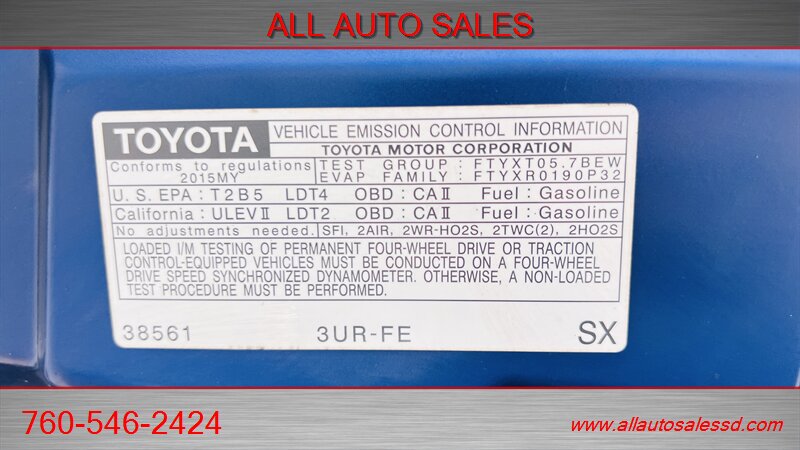 ALL AUTO SALES
TOYOTA VEHICLE EMISSION CONTROL INFORMATION
TOYOTA MOTOR CORPORATION
Conforms to regulations TEST GROUP : FTYXT05.7BEW
2015MY EVAP FAMILY : FTYXR0190P32
U.S. EPA : T2B5 LDT4 OBD : CAⅡ Fuel : Gasoline
California : ULEVⅡ LDT2 OBD : CAⅡ Fuel : Gasoline
No adjustments needed. SFI, 2AIR, 2WR-HO2S, 2TWC(2), 2HO2S
LOADED I/M TESTING OF PERMANENT FOUR-WHEEL DRIVE OR TRACTION
CONTROL-EQUIPPED VEHICLES MUST BE CONDUCTED ON A FOUR-WHEEL
DRIVE SPEED SYNCHRONIZED DYNAMOMETER. OTHERWISE, A NON-LOADED
TEST PROCEDURE MUST BE USED.
38561 3UR-FE SX
760-546-2424 www.allautosalessd.com